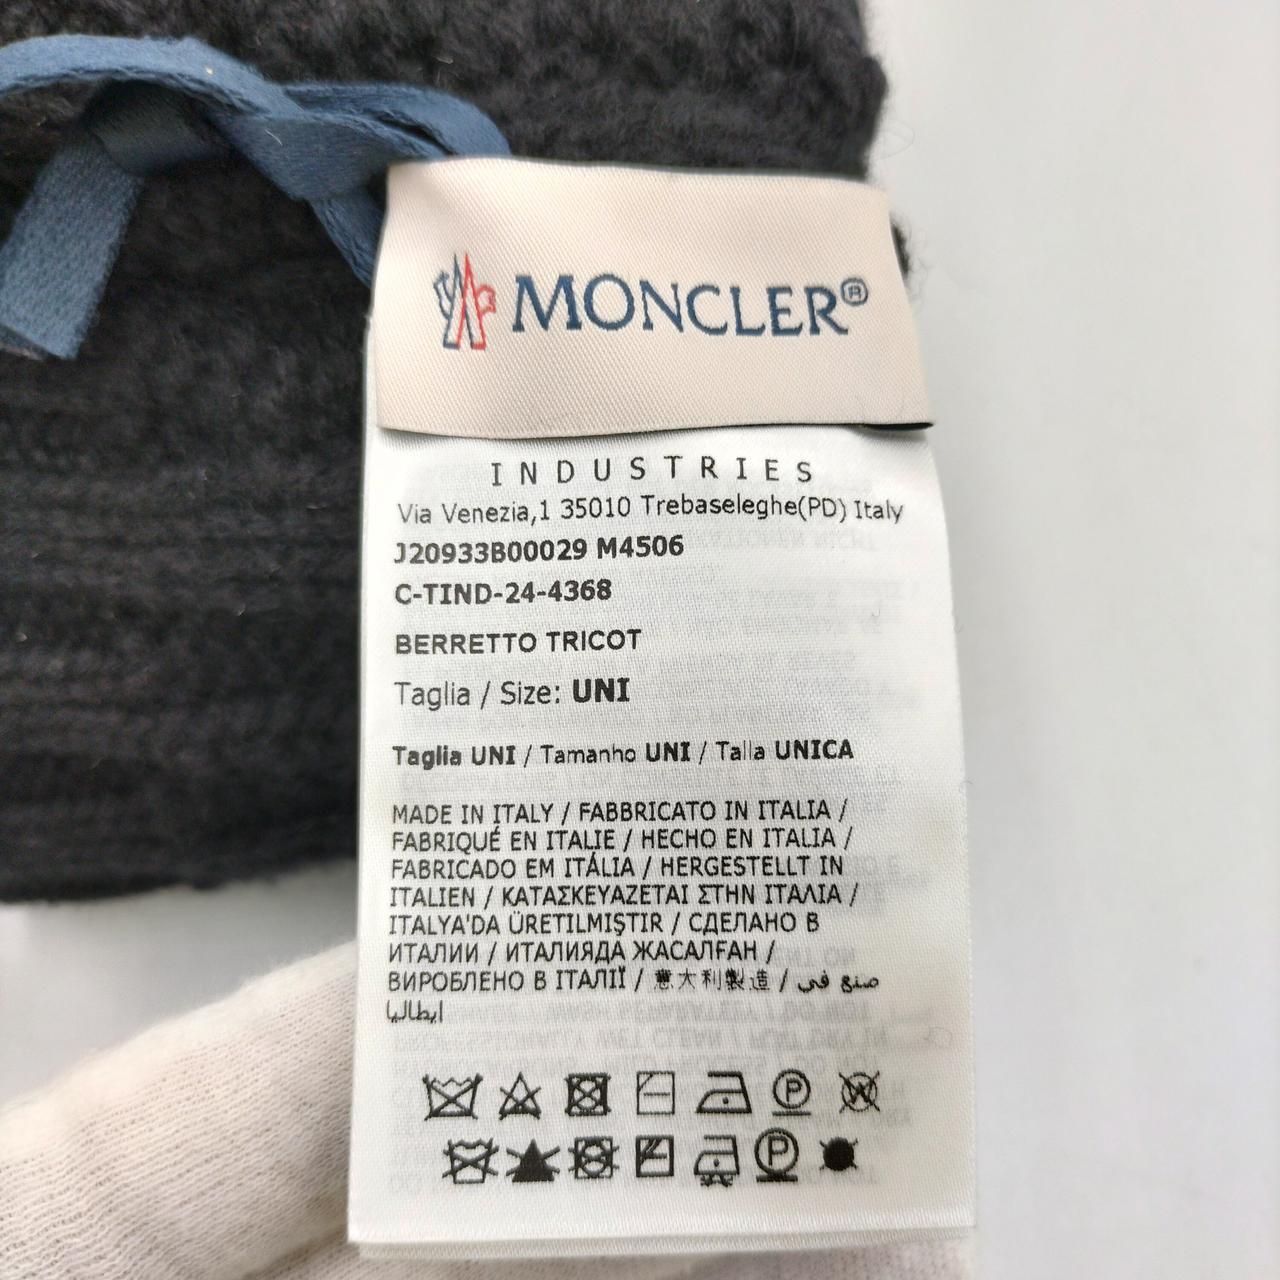 MONCLER®
INDUSTRIES
Via Venezia,1 35010 Trebaseleghe(PD) Italy
J20933B00029 M4506
C-TIND-24-4368
BERRETTO TRICOT
Taglia / Size: UNI
Taglia UNI / Tamanho UNI / Talla UNICA
MADE IN ITALY / FABBRICATO IN ITALIA /
FABRIQUÉ EN ITALIE / HECHO EN ITALIA /
FABRICADO EM ITÁLIA / HERGESTELLT IN
ITALIEN / ΚΑΤΑΣΚΕΥΑΖΕΤΑΙ ΣΤΗΝ ΙΤΑΛΙΑ /
ITALYA'DA ÜRETILMIŞTIR / СДЕЛАНО В
ИТАЛИИ / ИТАЛИЯДА ЖАСАЛҒАН /
ВИРОБЛЕНО В ІТАЛІЇ / 意大利製造 / صنع في
ايطاليا
P W
P